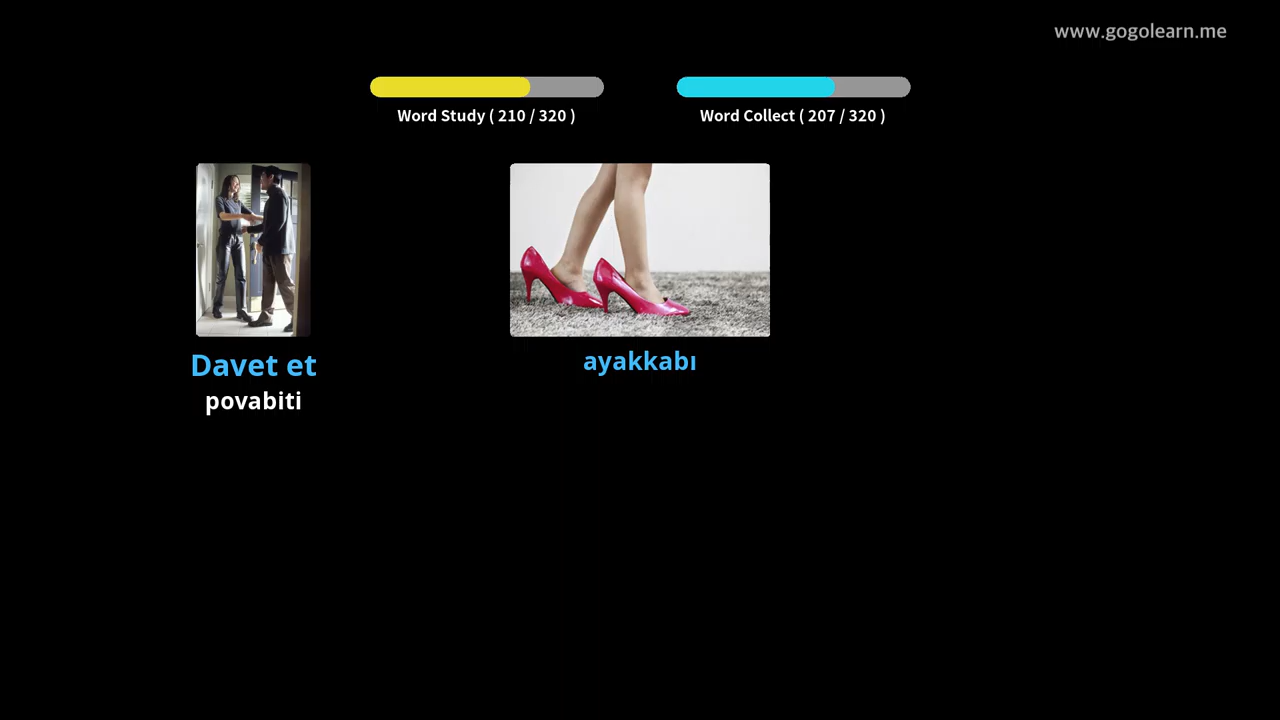 www.gogolearn.me
Word Study ( 210 / 320 )
Word Collect ( 207 / 320 )
Davet et
povabiti
ayakkabı